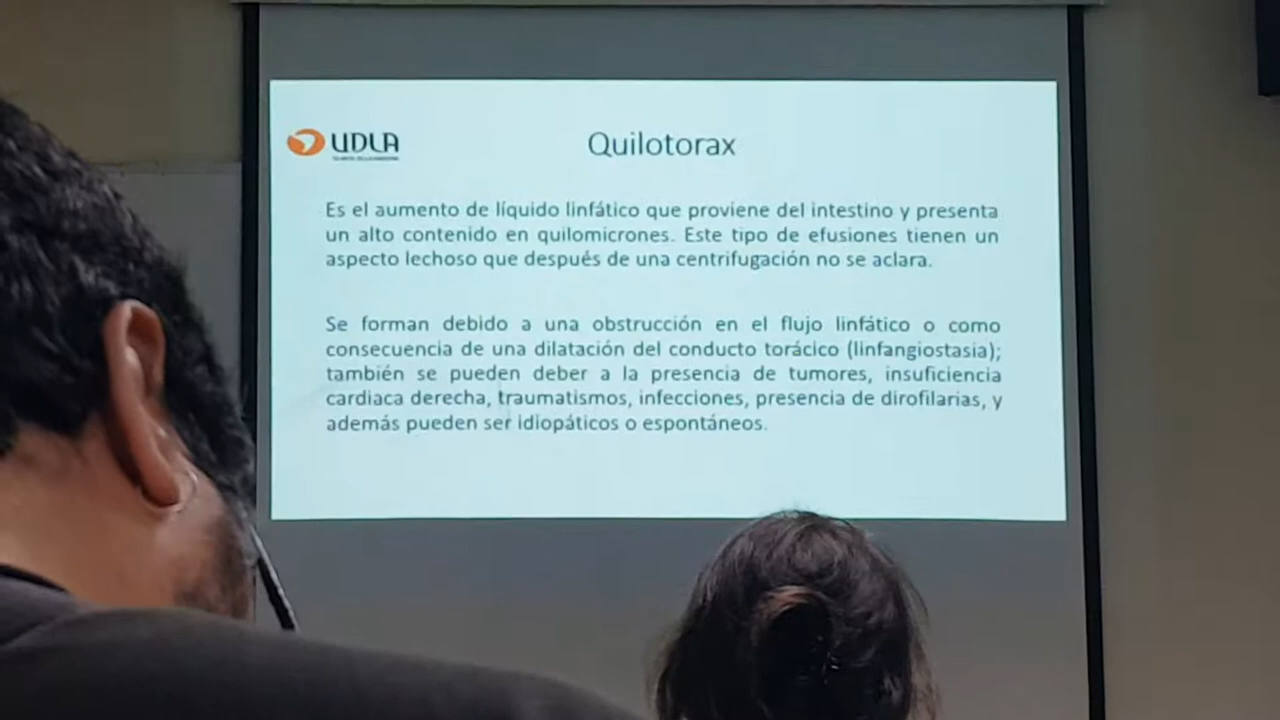 UDLA
Quilotorax
Es el aumento de líquido linfático que proviene del intestino y presenta
un alto contenido en quilomicrones. Este tipo de efusiones tienen un
aspecto lechoso que después de una centrifugación no se aclara.
Se forman debido a una obstrucción en el flujo linfático o como
consecuencia de una dilatación del conducto torácico (linfangiostasia);
también se pueden deber a la presencia de tumores, insuficiencia
cardiaca derecha, traumatismos, infecciones, presencia de dirofilarias, y
además pueden ser idiopáticos o espontáneos.